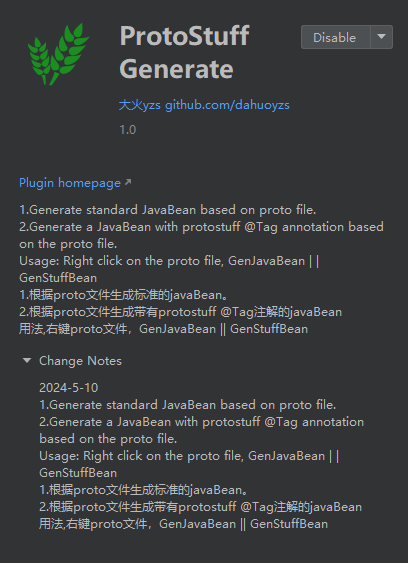 ProtoStuff
Generate
Disable
大火yzs github.com/dahuoyzs
1.0
Plugin homepage
1.Generate standard JavaBean based on proto file.
2.Generate a JavaBean with protostuff @Tag annotation based
on the proto file.
Usage: Right click on the proto file, GenJavaBean | |
GenStuffBean
1.根据proto文件生成标准的javaBean。
2.根据proto文件生成带有protostuff @Tag注解的javaBean
用法,右键proto文件，GenJavaBean || GenStuffBean
Change Notes
2024-5-10
1.Generate standard JavaBean based on proto file.
2.Generate a JavaBean with protostuff @Tag annotation
based on the proto file.
Usage: Right click on the proto file, GenJavaBean | |
GenStuffBean
1.根据proto文件生成标准的javaBean。
2.根据proto文件生成带有protostuff @Tag注解的javaBean
用法,右键proto文件，GenJavaBean || GenStuffBean